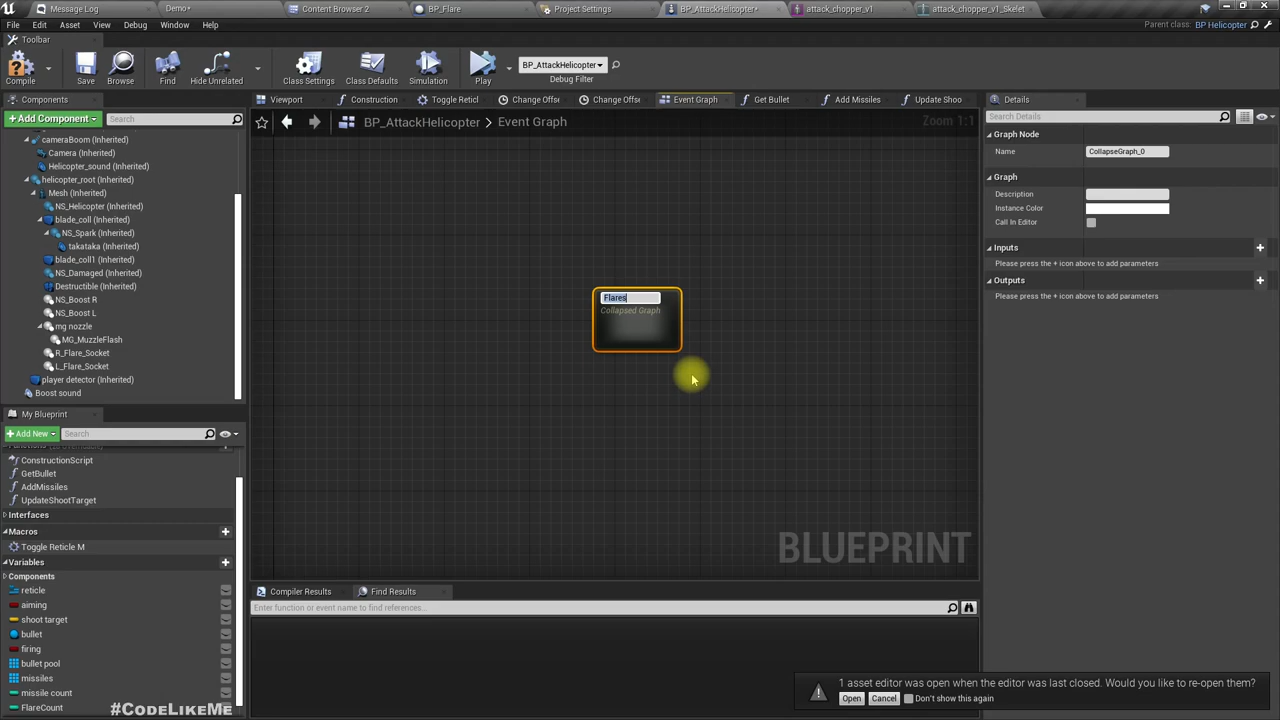 Message Log
Demo•
Content Browser 2
BP_Flare
Project Settings
BP_AttackHelicopter•
attack_chopper_v1
attack_chopper_v1_Skelet
File
Edit
Asset
View
Debug
Window
Help
Parent class:
BP Helicopter
Toolbar
Compile
Save
Browse
Find
Hide Unrelated
Class Settings
Class Defaults
Simulation
Play
BP_AttackHelicopter
Debug Filter
Components
+Add Component
Search
cameraBoom (Inherited)
Camera (Inherited)
Helicopter_sound (Inherited)
helicopter_root (Inherited)
Mesh (Inherited)
NS_Helicopter (Inherited)
blade_coll (Inherited)
NS_Spark (Inherited)
takataka (Inherited)
blade_coll1 (Inherited)
NS_Damaged (Inherited)
Destructible (Inherited)
NS_Boost R
NS_Boost L
mg nozzle
MG_MuzzleFlash
R_Flare_Socket
L_Flare_Socket
player detector (Inherited)
Boost sound
My Blueprint
+Add New
Search
ConstructionScript
GetBullet
AddMissiles
UpdateShootTarget
Interfaces
Macros
Toggle Reticle M
Variables
Components
reticle
aiming
shoot target
bullet
firing
bullet pool
missiles
missile count
FlareCount
Viewport
Construction
Toggle Reticl
Change Offse
Change Offse
Event Graph
Get Bullet
Add Missiles
Update Shoo
BP_AttackHelicopter > Event Graph
Zoom 1:1
Flares
Collapsed Graph
BLUEPRINT
Compiler Results
Find Results
Enter function or event name to find references...
Details
Search Details
Graph Node
Name
CollapseGraph_0
Graph
Description
Instance Color
Call In Editor
Inputs
Please press the + icon above to add parameters
Outputs
Please press the + icon above to add parameters
1 asset editor was open when the editor was last closed. Would you like to re-open them?
Open
Cancel
Don't show this again
#CodeLikeMe